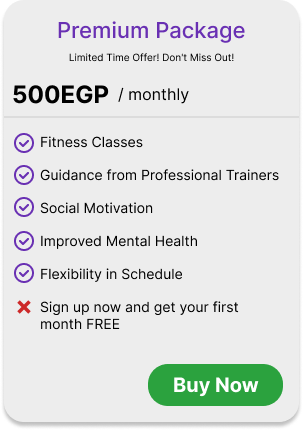 Premium Package
Limited Time Offer! Don't Miss Out!
500EGP / monthly
Fitness Classes
Guidance from Professional Trainers
Social Motivation
Improved Mental Health
Flexibility in Schedule
Sign up now and get your first
month FREE
Buy Now